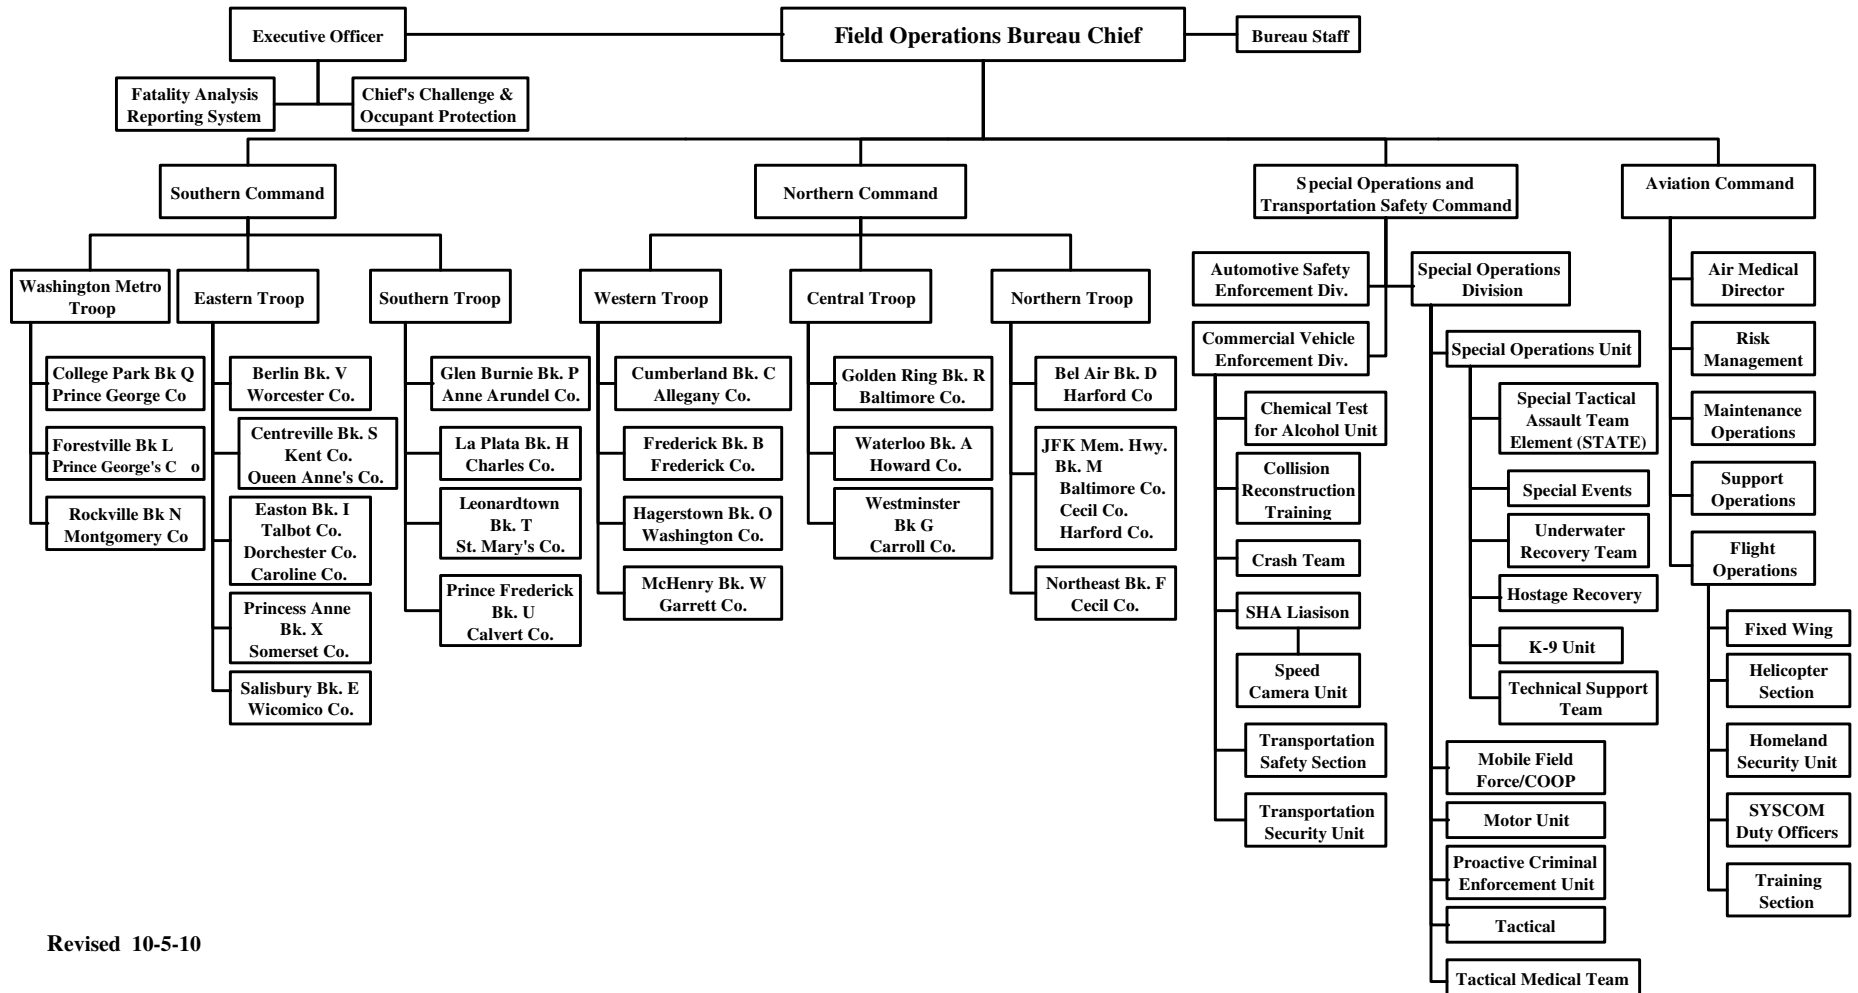 Executive Officer
Field Operations Bureau Chief
Bureau Staff
Fatality Analysis
Reporting System
Chief's Challenge &
Occupant Protection
Southern Command
Northern Command
Special Operations and
Transportation Safety Command
Aviation Command
Washington Metro
Troop
College Park Bk Q
Prince George Co
Forestville Bk L
Prince George's C o
Rockville Bk N
Montgomery Co
Eastern Troop
Berlin Bk. V
Worcester Co.
Centreville Bk. S
Kent Co.
Queen Anne's Co.
Easton Bk. I
Talbot Co.
Dorchester Co.
Caroline Co.
Princess Anne
Bk. X
Somerset Co.
Salisbury Bk. E
Wicomico Co.
Southern Troop
Glen Burnie Bk. P
Anne Arundel Co.
La Plata Bk. H
Charles Co.
Leonardtown
Bk. T
St. Mary's Co.
Prince Frederick
Bk. U
Calvert Co.
Western Troop
Cumberland Bk. C
Allegany Co.
Frederick Bk. B
Frederick Co.
Hagerstown Bk. O
Washington Co.
McHenry Bk. W
Garrett Co.
Central Troop
Golden Ring Bk. R
Baltimore Co.
Waterloo Bk. A
Howard Co.
Westminster
Bk G
Carroll Co.
Northern Troop
Bel Air Bk. D
Harford Co
JFK Mem. Hwy.
Bk. M
Baltimore Co.
Cecil Co.
Harford Co.
Northeast Bk. F
Cecil Co.
Automotive Safety
Enforcement Div.
Commercial Vehicle
Enforcement Div.
Chemical Test
for Alcohol Unit
Collision
Reconstruction
Training
Crash Team
SHA Liasison
Speed
Camera Unit
Transportation
Safety Section
Transportation
Security Unit
Special Operations
Division
Special Operations Unit
Special Tactical
Assault Team
Element (STATE)
Special Events
Underwater
Recovery Team
Hostage Recovery
K-9 Unit
Technical Support
Team
Mobile Field
Force/COOP
Motor Unit
Proactive Criminal
Enforcement Unit
Tactical
Tactical Medical Team
Air Medical
Director
Risk
Management
Maintenance
Operations
Support
Operations
Flight
Operations
Fixed Wing
Helicopter
Section
Homeland
Security Unit
SYSCOM
Duty Officers
Training
Section
Revised 10-5-10